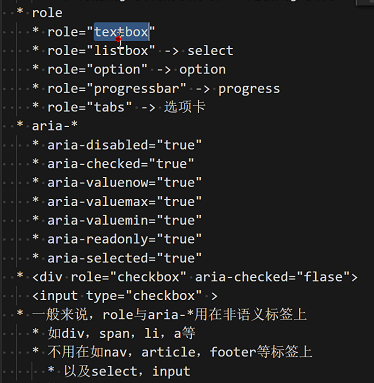 * role
* role="textbox"
* role="listbox" -> select
* role="option" -> option
* role="progressbar" -> progress
* role="tabs" -> 选项卡
* aria-*
* aria-disabled="true"
* aria-checked="true"
* aria-valuenow="true"
* aria-valuemax="true"
* aria-valuemin="true"
* aria-readonly="true"
* aria-selected="true"
* <div role="checkbox" aria-checked="flase">
<input type="checkbox" >
* 一般来说，role与aria-*用在非语义标签上
* 如div，span，li，a等
* 不用在如nav，article，footer等标签上
* 以及select，input